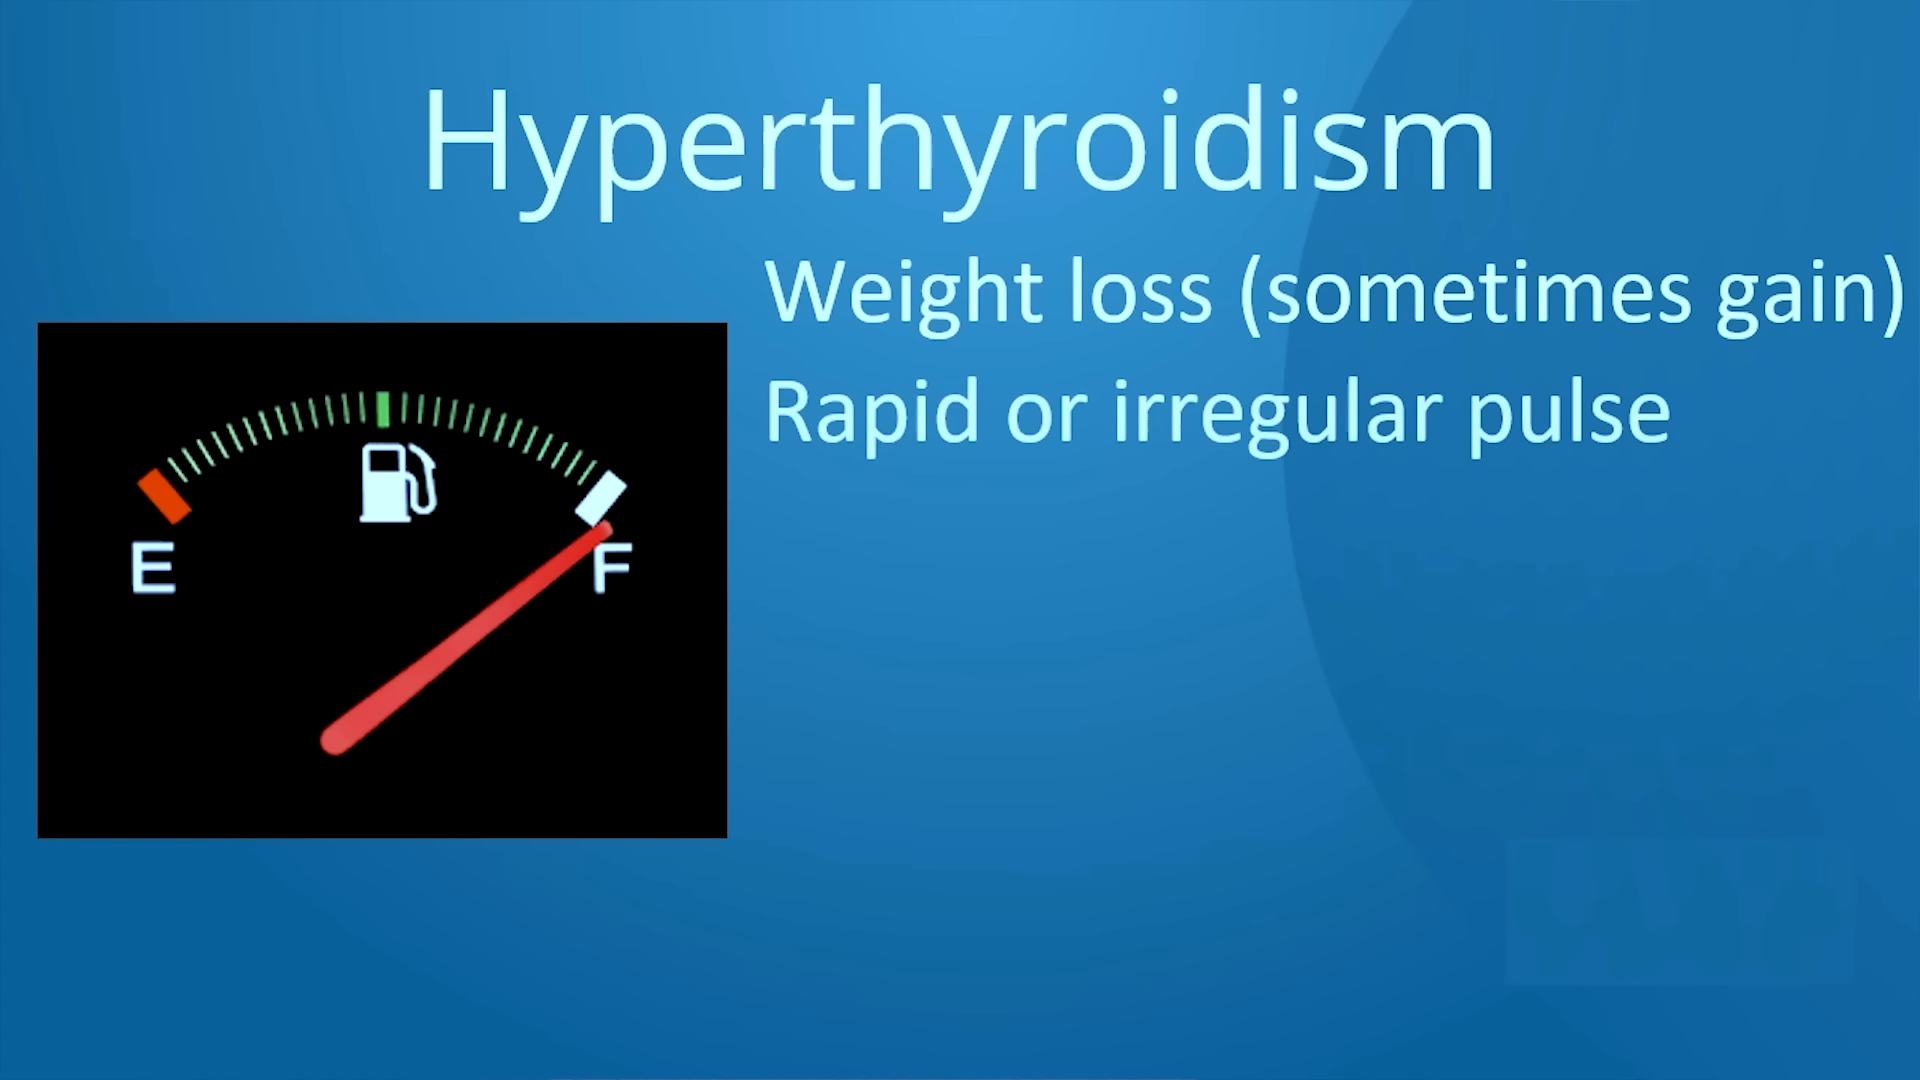 Hyperthyroidism
Weight loss (sometimes gain)
Rapid or irregular pulse
E
F